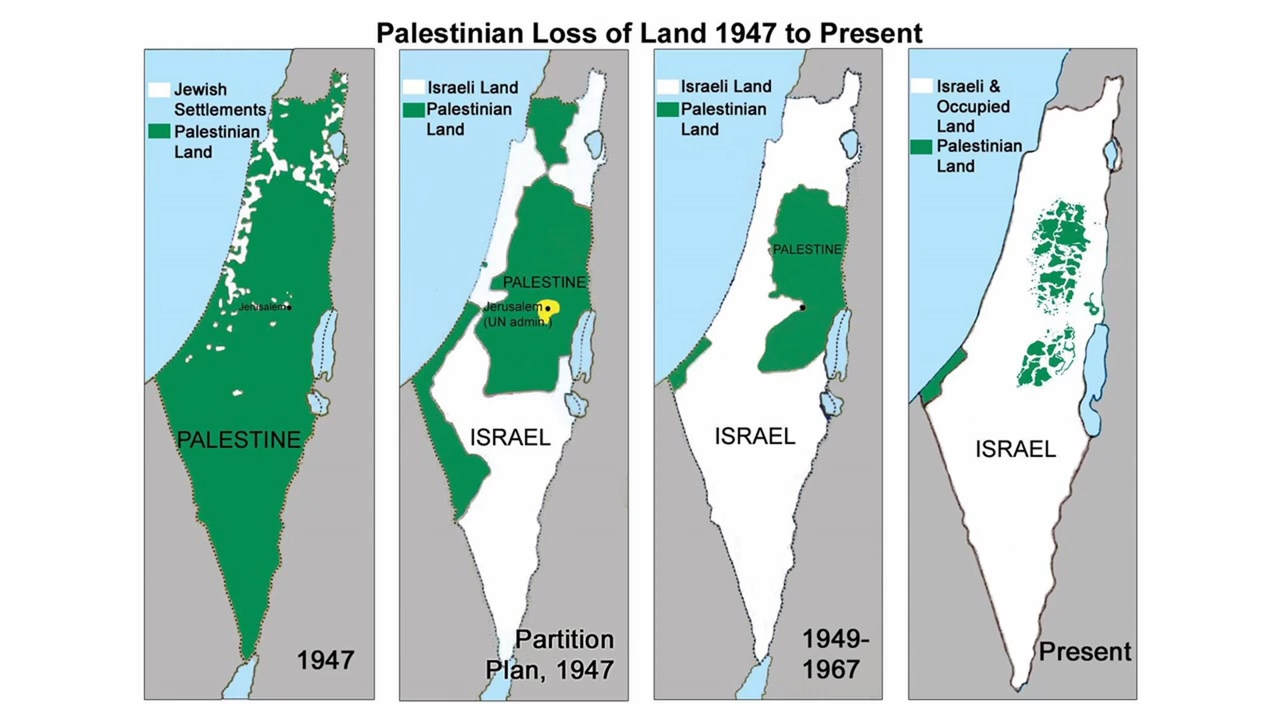 Palestinian Loss of Land 1947 to Present
Jewish
Settlements
Palestinian
Land
Jerusalem
PALESTINE
1947
Israeli Land
Palestinian
Land
PALESTINE
Jerusalem
(UN admin.)
ISRAEL
Partition
Plan, 1947
Israeli Land
Palestinian
Land
PALESTINE
ISRAEL
1949-
1967
Israeli &
Occupied
Land
Palestinian
Land
ISRAEL
Present